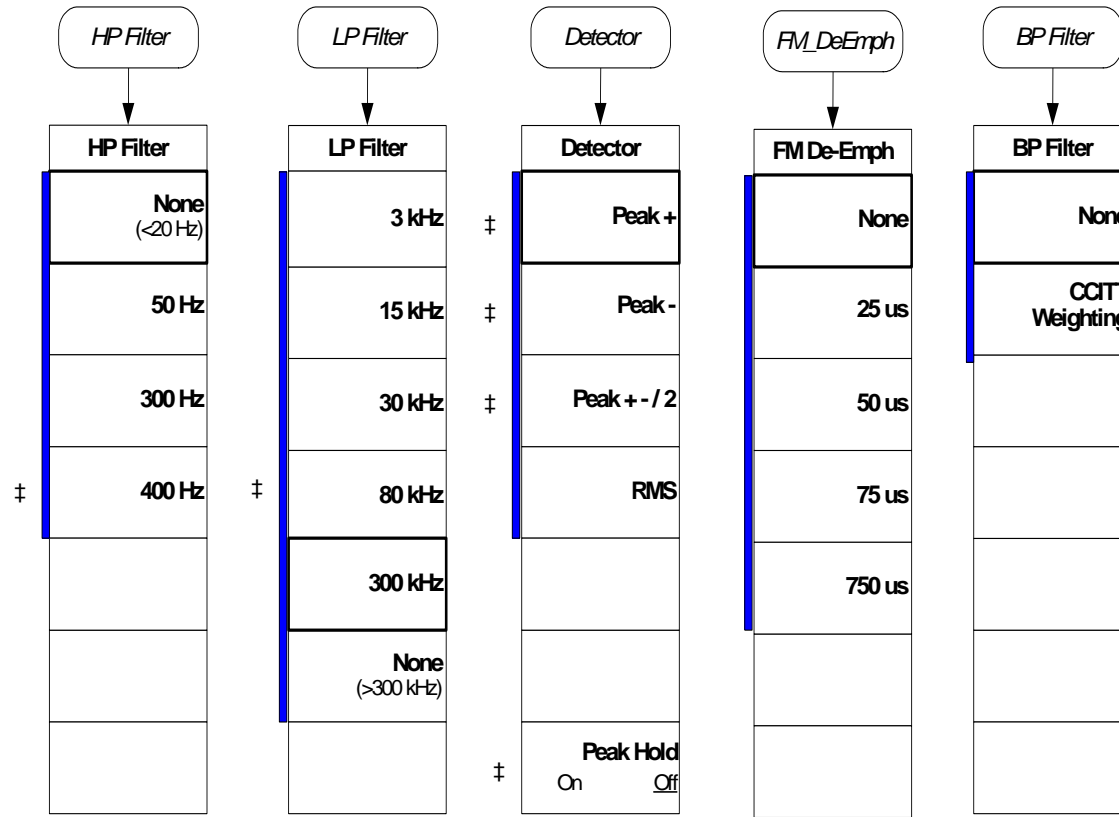 HP Filter
LP Filter
Detector
FM_DeEmph
BP Filter
HP Filter
None
(<20 Hz)
50 Hz
300 Hz
‡
400 Hz
LP Filter
3 kHz
15 kHz
30 kHz
‡
80 kHz
300 kHz
None
(>300 kHz)
Detector
‡
Peak +
‡
Peak -
‡
Peak + - / 2
RMS
‡
Peak Hold
On Off
FM De-Emph
None
25 us
50 us
75 us
750 us
BP Filter
None
CCITT
Weighting